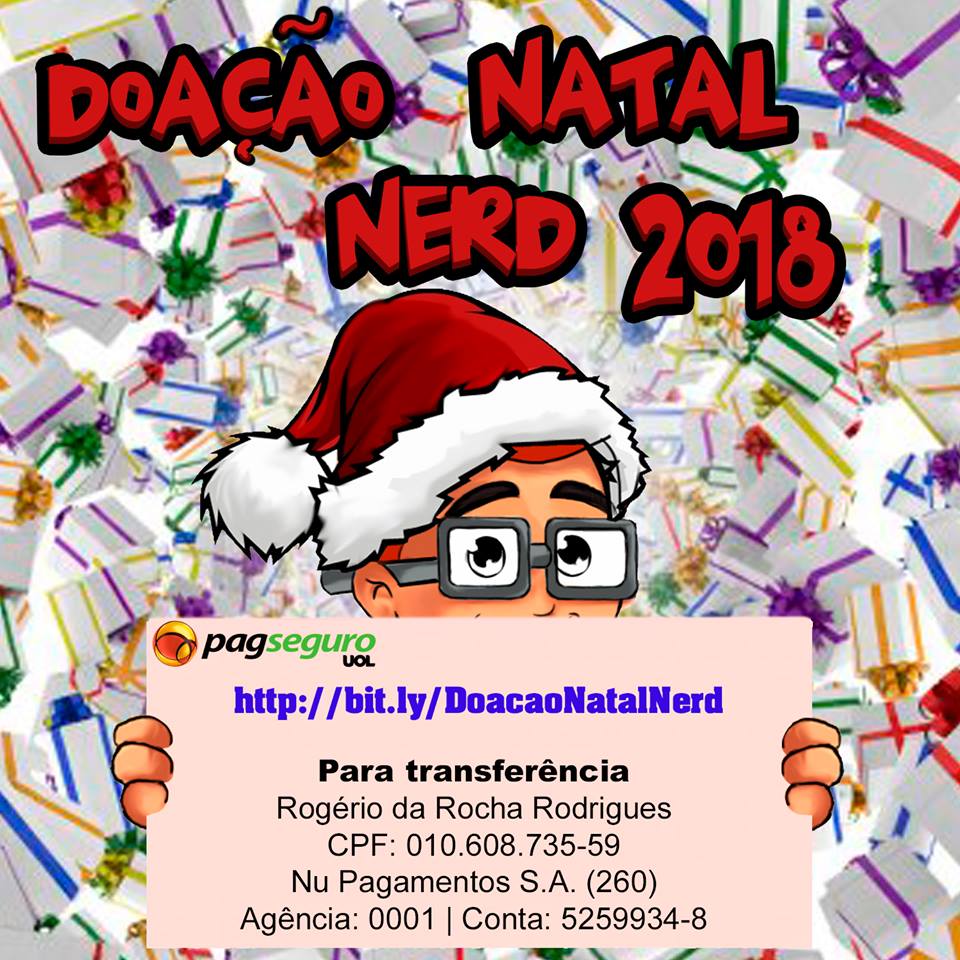 DOAÇÃO NATAL
NERD 2018
pagseguro
UOL
http://bit.ly/DoacaoNatalNerd
Para transferência
Rogério da Rocha Rodrigues
CPF: 010.608.735-59
Nu Pagamentos S.A. (260)
Agência: 0001 | Conta: 5259934-8